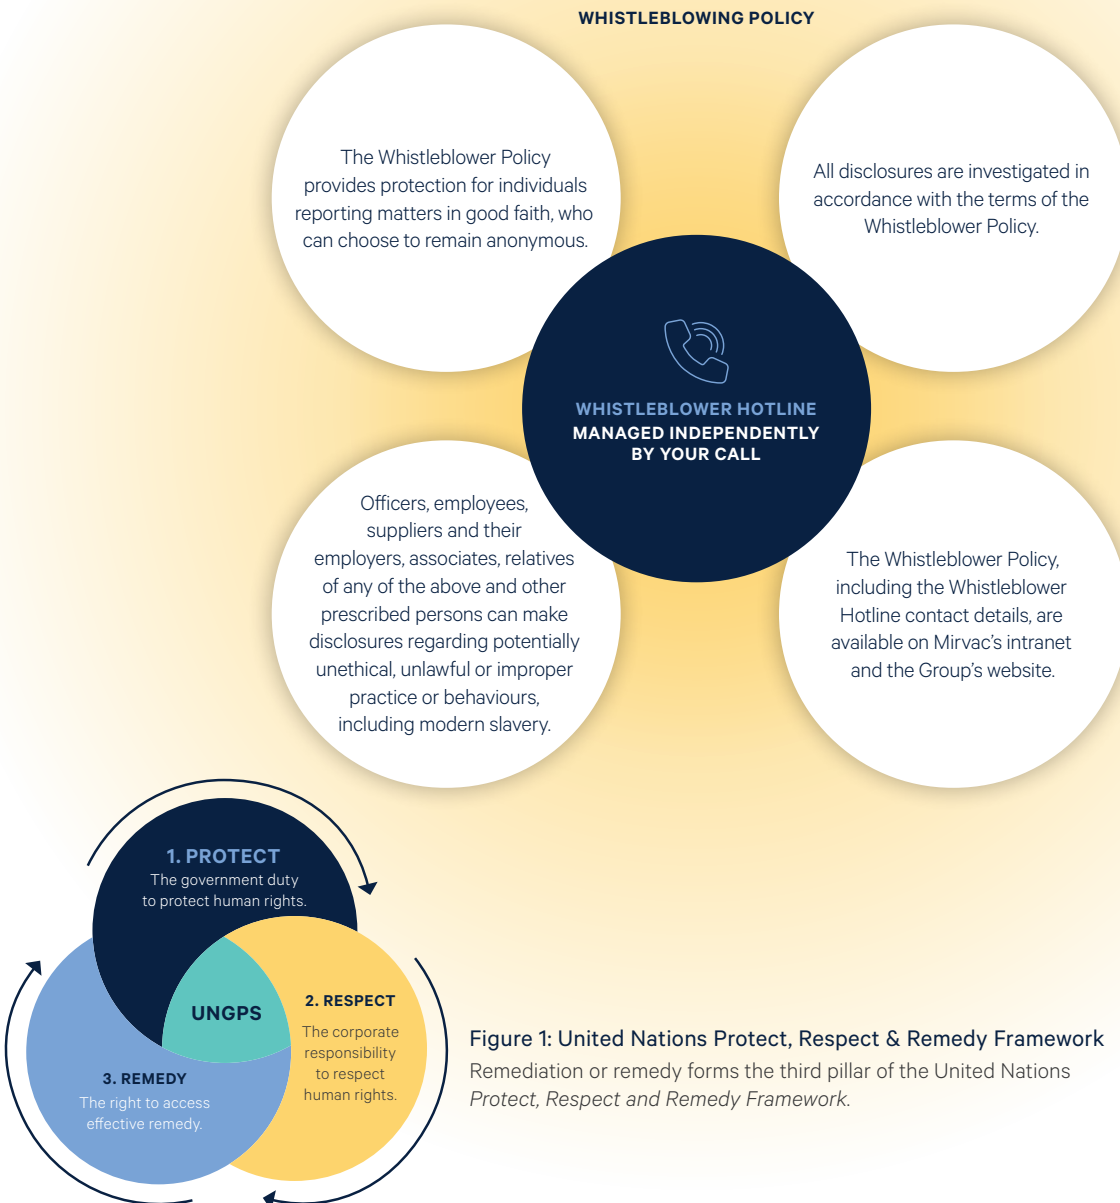 WHISTLEBLOWING POLICY
The Whistleblower Policy
provides protection for individuals
reporting matters in good faith, who
can choose to remain anonymous.
All disclosures are investigated in
accordance with the terms of the
Whistleblower Policy.
WHISTLEBLOWER HOTLINE
MANAGED INDEPENDENTLY
BY YOUR CALL
Officers, employees,
suppliers and their
employers, associates, relatives
of any of the above and other
prescribed persons can make
disclosures regarding potentially
unethical, unlawful or improper
practice or behaviours,
including modern slavery.
The Whistleblower Policy,
including the Whistleblower
Hotline contact details, are
available on Mirvac’s intranet
and the Group’s website.
1. PROTECT
The government duty
to protect human rights.
UNGPS
2. RESPECT
The corporate
responsibility
to respect
human rights.
3. REMEDY
The right to access
effective remedy.
Figure 1: United Nations Protect, Respect & Remedy Framework
Remediation or remedy forms the third pillar of the United Nations
Protect, Respect and Remedy Framework.